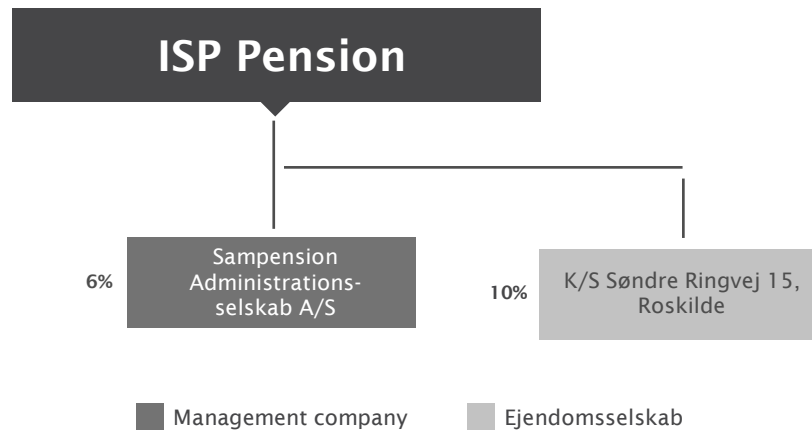 ISP Pension
6%
Sampension
Administrations-
selskab A/S
10%
K/S Søndre Ringvej 15,
Roskilde
Management company
Ejendomsselskab